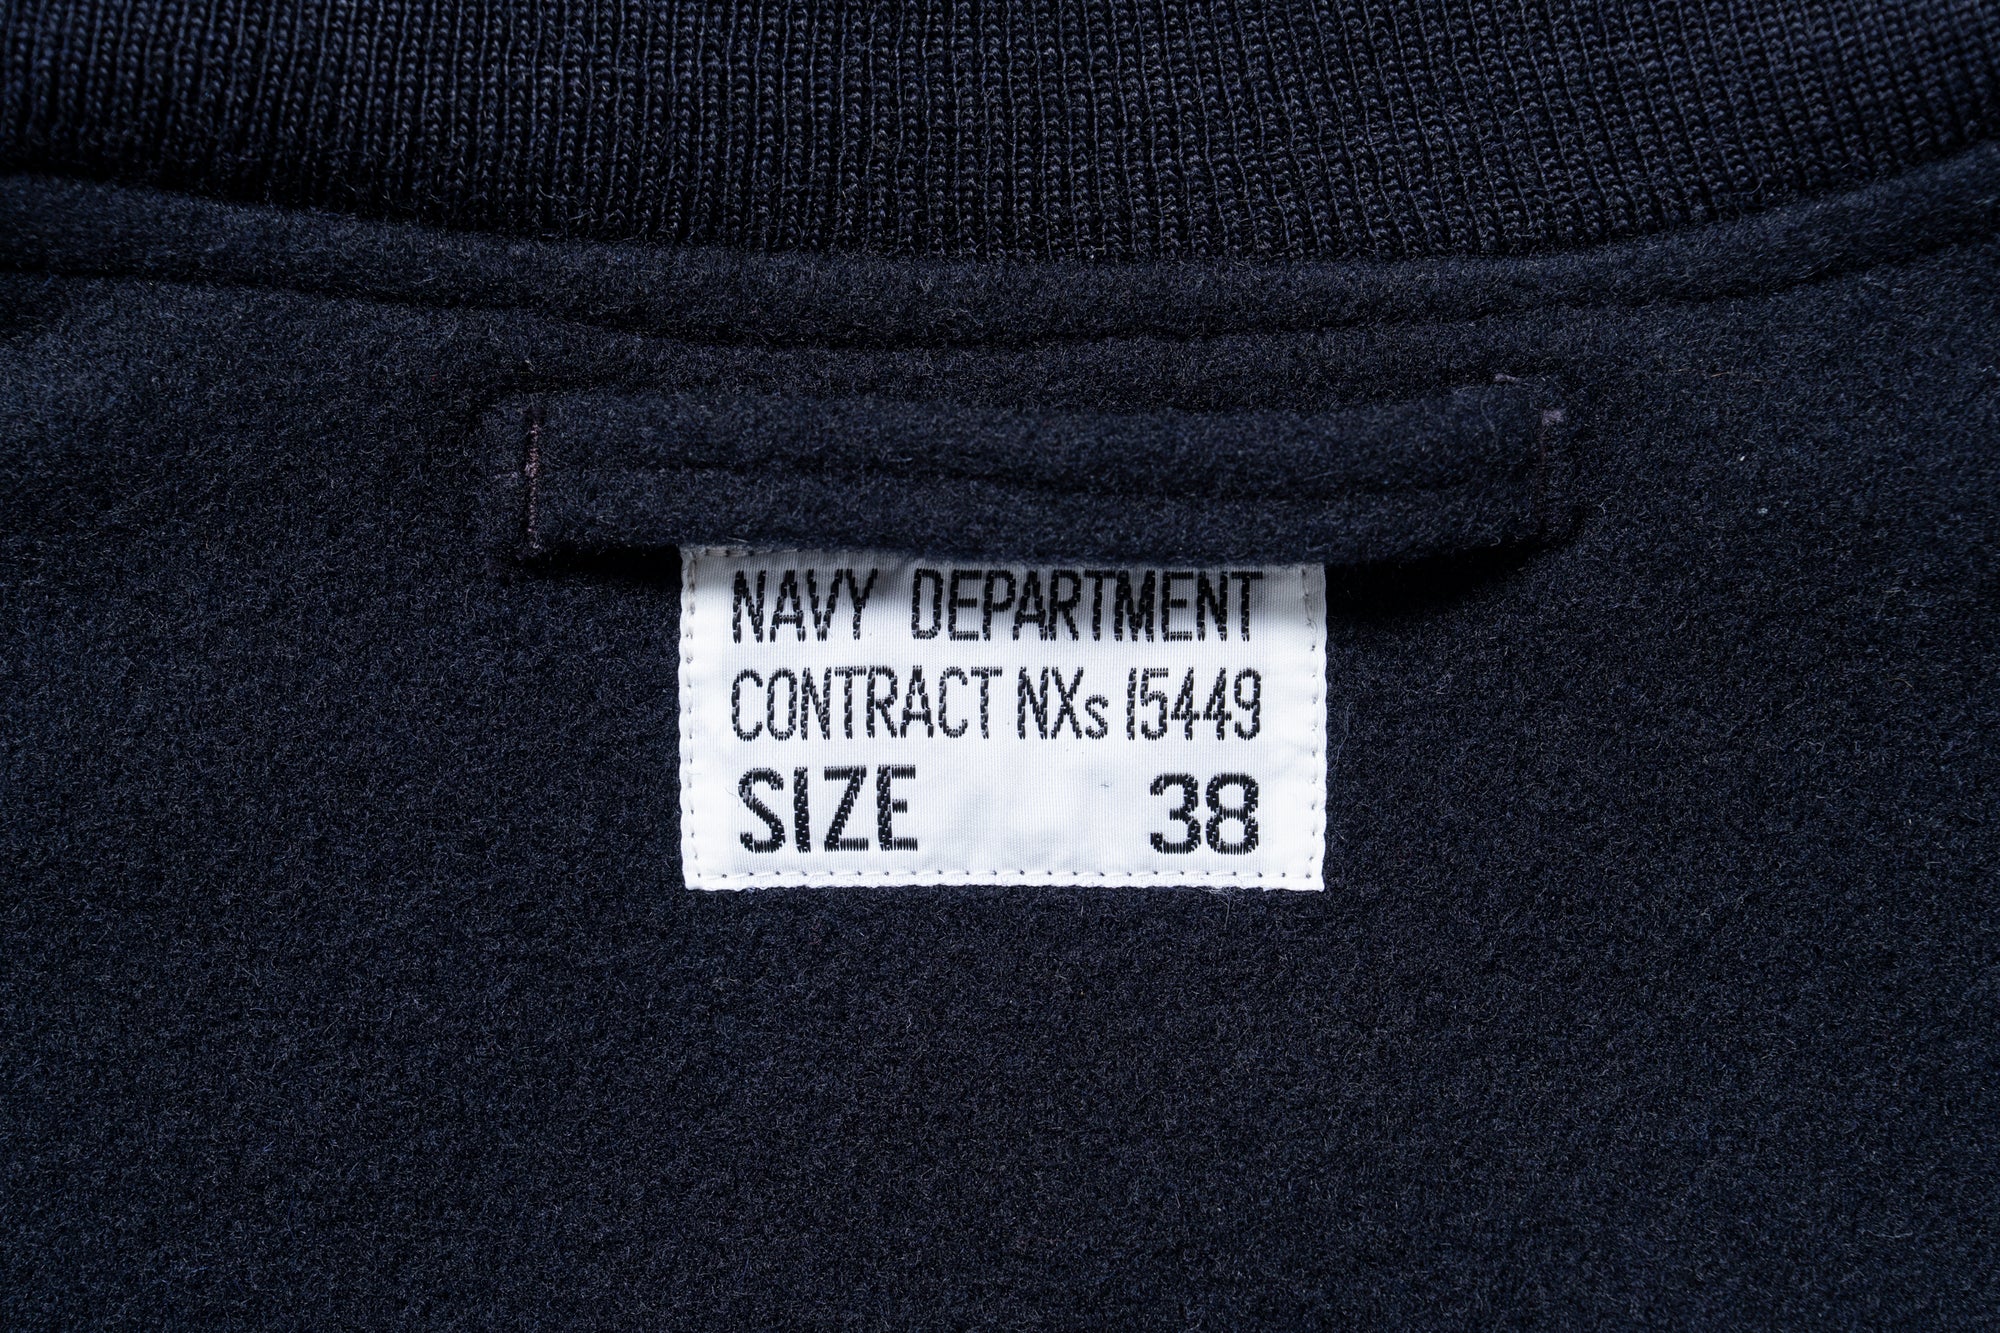 NAVY DEPARTMENT
CONTRACT NXs 15449
SIZE 38